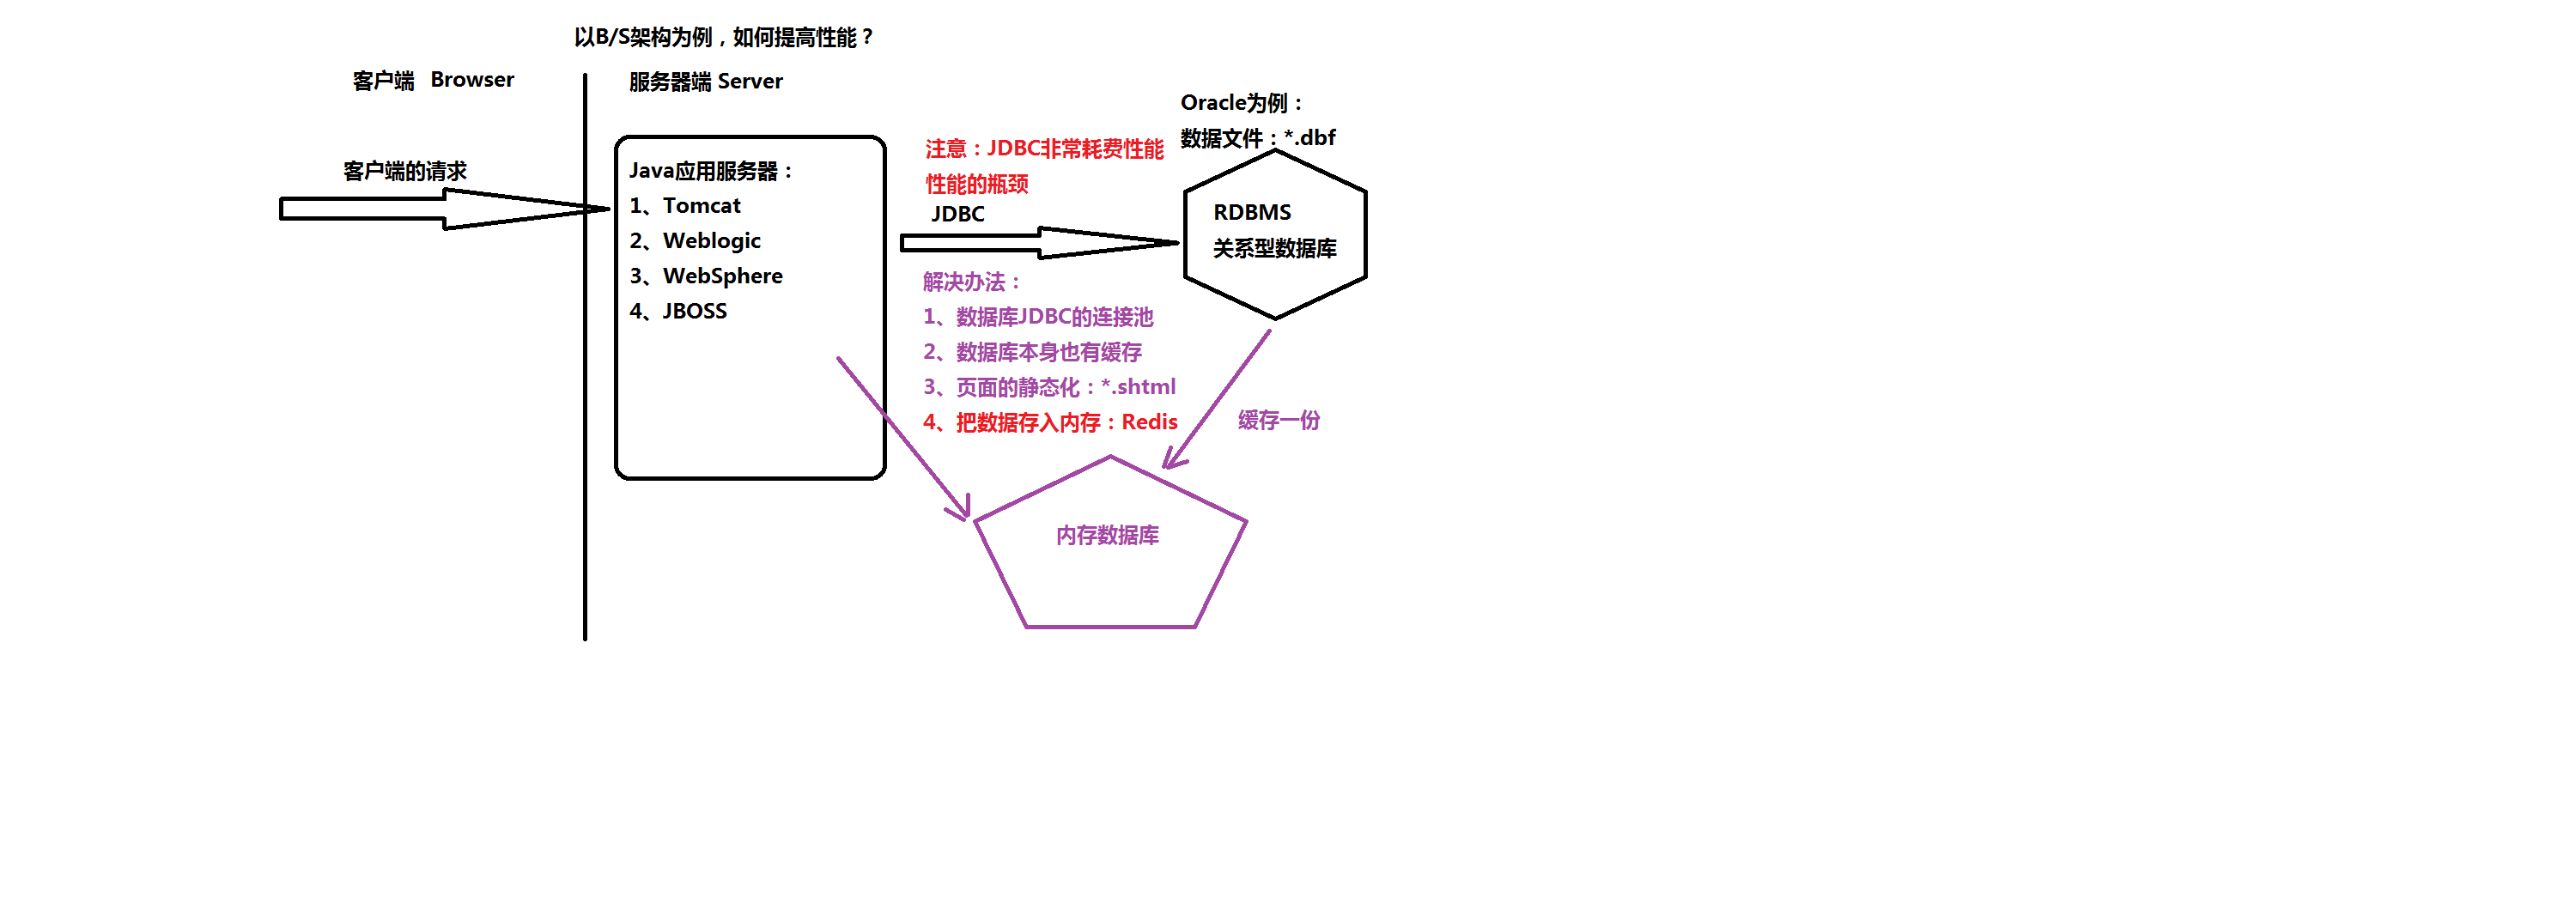 以B/S架构为例，如何提高性能？
客户端 Browser
服务器端 Server
客户端的请求
Java应用服务器：
1、Tomcat
2、Weblogic
3、WebSphere
4、JBOSS
注意：JDBC非常耗费性能
性能的瓶颈
JDBC
解决办法：
1、数据库JDBC的连接池
2、数据库本身也有缓存
3、页面的静态化：*.shtml
4、把数据存入内存：Redis
Oracle为例：
数据文件：*.dbf
RDBMS
关系型数据库
缓存一份
内存数据库